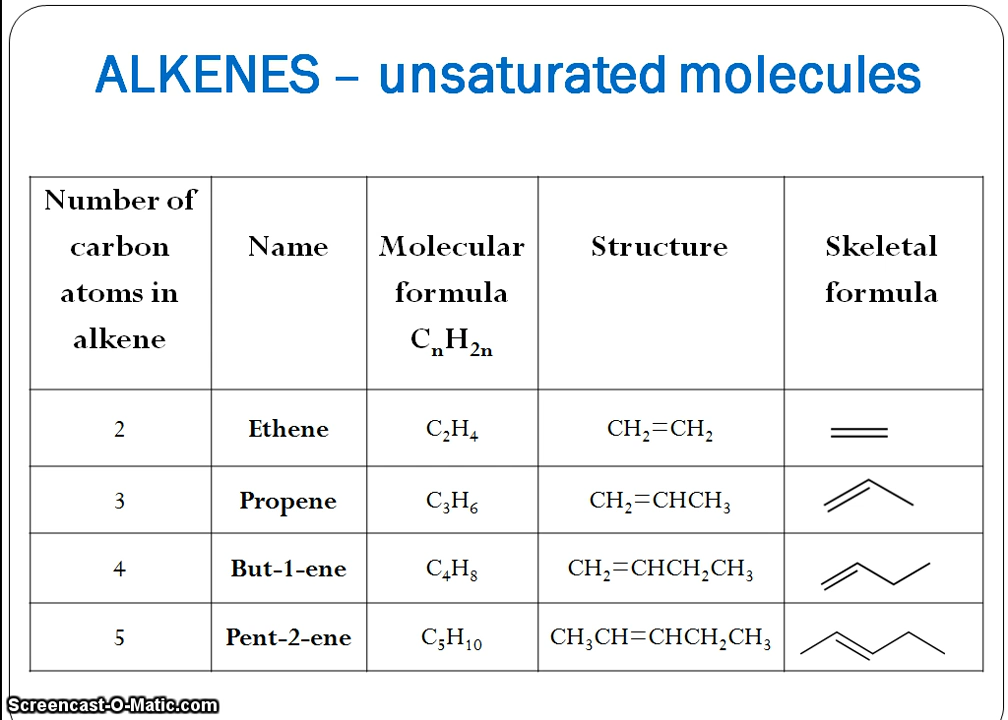 ALKENES – unsaturated molecules
Number of carbon atoms in alkene
Name
Molecular formula CₙH₂ₙ
Structure
Skeletal formula
2
Ethene
C₂H₄
CH₂=CH₂
3
Propene
C₃H₆
CH₂=CHCH₃
4
But-1-ene
C₄H₈
CH₂=CHCH₂CH₃
5
Pent-2-ene
C₅H₁₀
CH₃CH=CHCH₂CH₃
Screencast-O-Matic.com